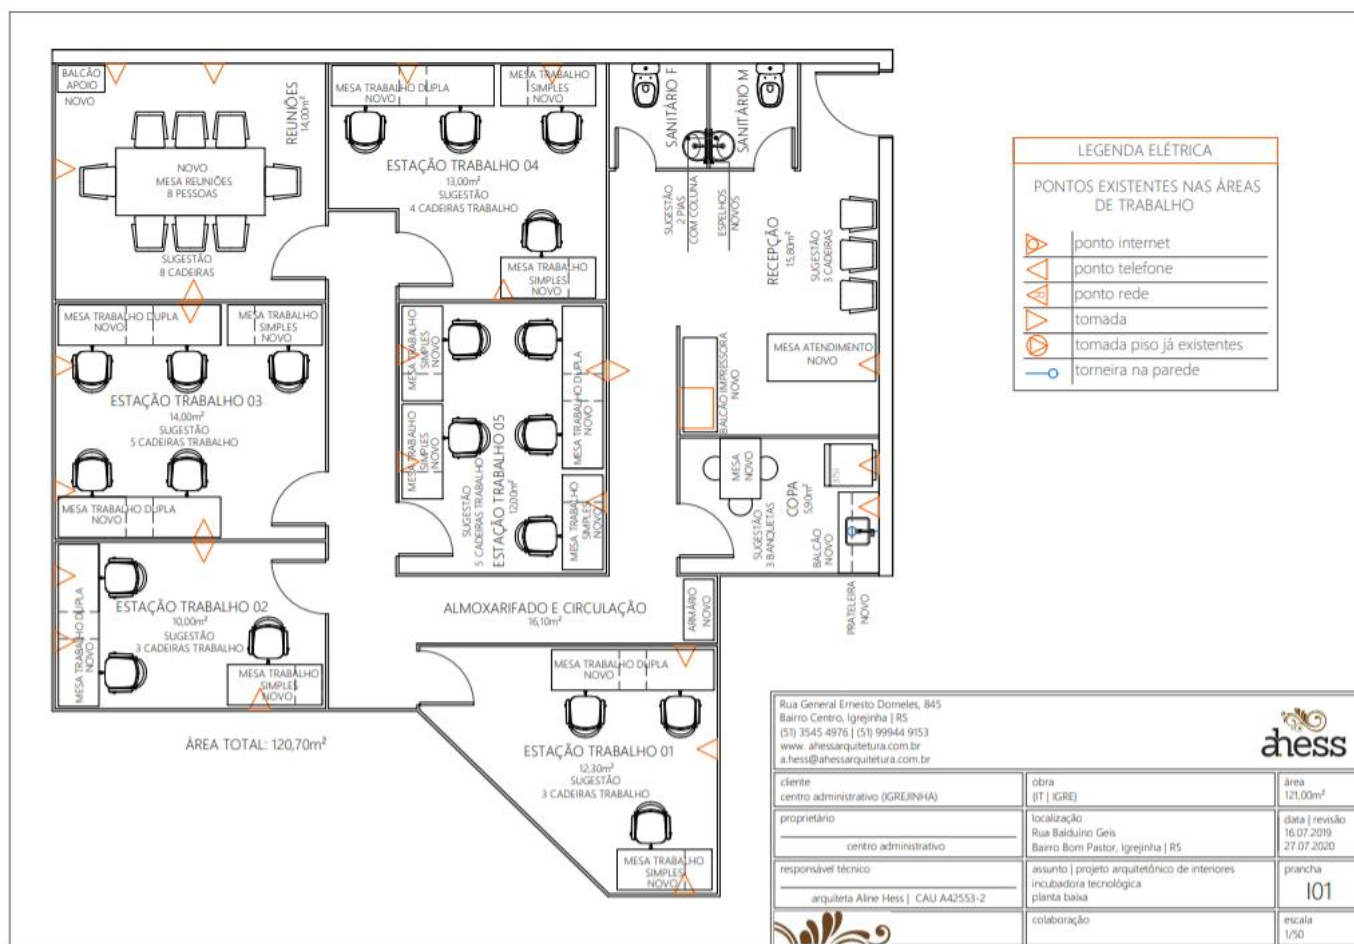 BALCÃO
APOIO
NOVO
REUNIÕES
14,00m²
NOVO
MESA REUNIÕES
8 PESSOAS
SUGESTÃO
8 CADEIRAS
MESA TRABALHO DUPLA
NOVO
MESA TRABALHO
SIMPLES
NOVO
ESTAÇÃO TRABALHO 04
13,00m²
SUGESTÃO
4 CADEIRAS TRABALHO
MESA TRABALHO
SIMPLES
NOVO
SANITÁRIO F
SANITÁRIO M
SUGESTÃO
2 PIAS
COM COLUNA
ESPELHOS
NOVOS
RECEPÇÃO
15,80m²
SUGESTÃO
3 CADEIRAS
MESA ATENDIMENTO
NOVO
BALCÃO IMPRESSORA
NOVO
MESA TRABALHO DUPLA
NOVO
MESA TRABALHO
SIMPLES
NOVO
ESTAÇÃO TRABALHO 03
14,00m²
SUGESTÃO
5 CADEIRAS TRABALHO
MESA TRABALHO DUPLA
NOVO
MESA TRABALHO
SIMPLES
NOVO
MESA TRABALHO
SIMPLES
NOVO
SUGESTÃO
5 CADEIRAS TRABALHO
ESTAÇÃO TRABALHO 05
12,00m²
MESA TRABALHO DUPLA
NOVO
MESA TRABALHO
SIMPLES
NOVO
MESA
NOVO
COPA
5,90m²
SUGESTÃO
3 BANQUETAS
BALCÃO
NOVO
PRATELEIRA
NOVO
MESA TRABALHO DUPLA
NOVO
ESTAÇÃO TRABALHO 02
10,00m²
SUGESTÃO
3 CADEIRAS TRABALHO
MESA TRABALHO
SIMPLES
NOVO
ALMOXARIFADO E CIRCULAÇÃO
16,10m²
ARMÁRIO
NOVO
MESA TRABALHO DUPLA
NOVO
ESTAÇÃO TRABALHO 01
12,30m²
SUGESTÃO
3 CADEIRAS TRABALHO
MESA TRABALHO
SIMPLES
NOVO
ÁREA TOTAL: 120,70m²
LEGENDA ELÉTRICA
PONTOS EXISTENTES NAS ÁREAS
DE TRABALHO
ponto internet
ponto telefone
ponto rede
tomada
tomada piso já existentes
torneira na parede
Rua General Ernesto Dorneles, 845
Bairro Centro, Igrejinha | RS
(51) 3545 4976 | (51) 99944 9153
www. ahessarquitetura.com.br
a.hess@ahessarquitetura.com.br
ahess
cliente
centro administrativo (IGREJINHA)
obra
(IT | IGRE)
área
121,00m²
proprietário
centro administrativo
localização
Rua Balduino Geis
Bairro Bom Pastor, Igrejinha | RS
data | revisão
16.07.2019
27.07.2020
responsável técnico
arquiteta Aline Hess | CAU A42553-2
assunto | projeto arquitetônico de interiores
incubadora tecnológica
planta baixa
prancha
I01
colaboração
escala
1/50